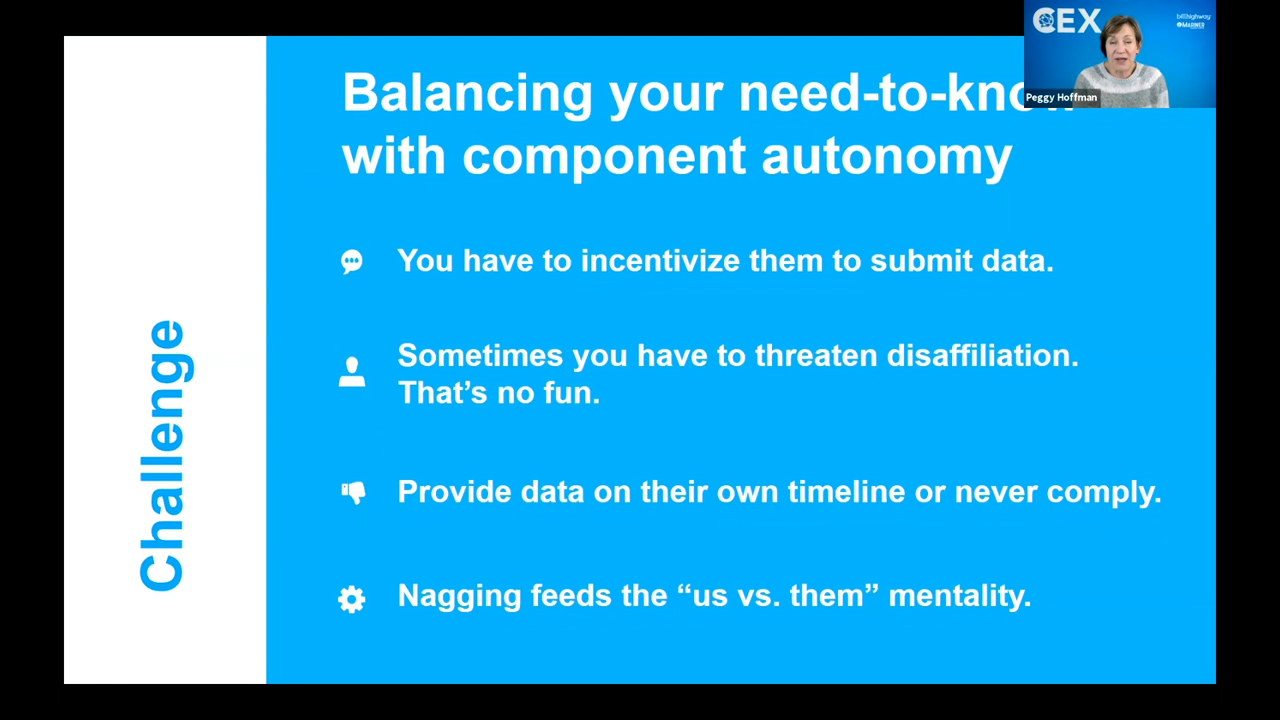 Balancing your need-to-know
with component autonomy
You have to incentivize them to submit data.
Sometimes you have to threaten disaffiliation.
That’s no fun.
Provide data on their own timeline or never comply.
Nagging feeds the “us vs. them” mentality.
Challenge
CEX
billhighway
MARINER
Peggy Hoffman